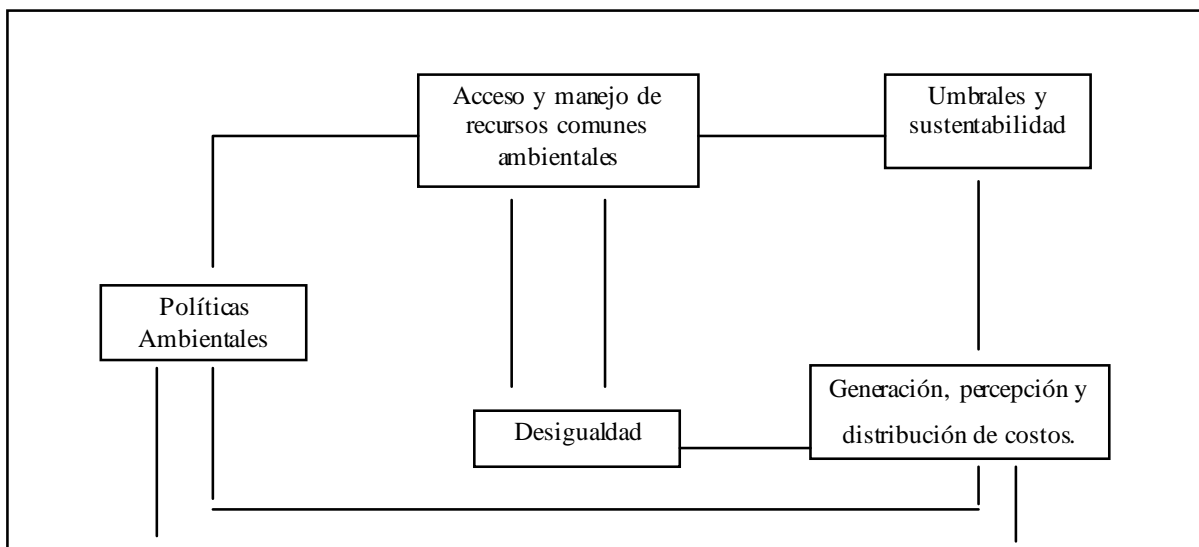 Acceso y manejo de
recursos comunes
ambientales
Umbrales y
sustentabilidad
Políticas
Ambientales
Generación, percepción y
distribución de costos.
Desigualdad